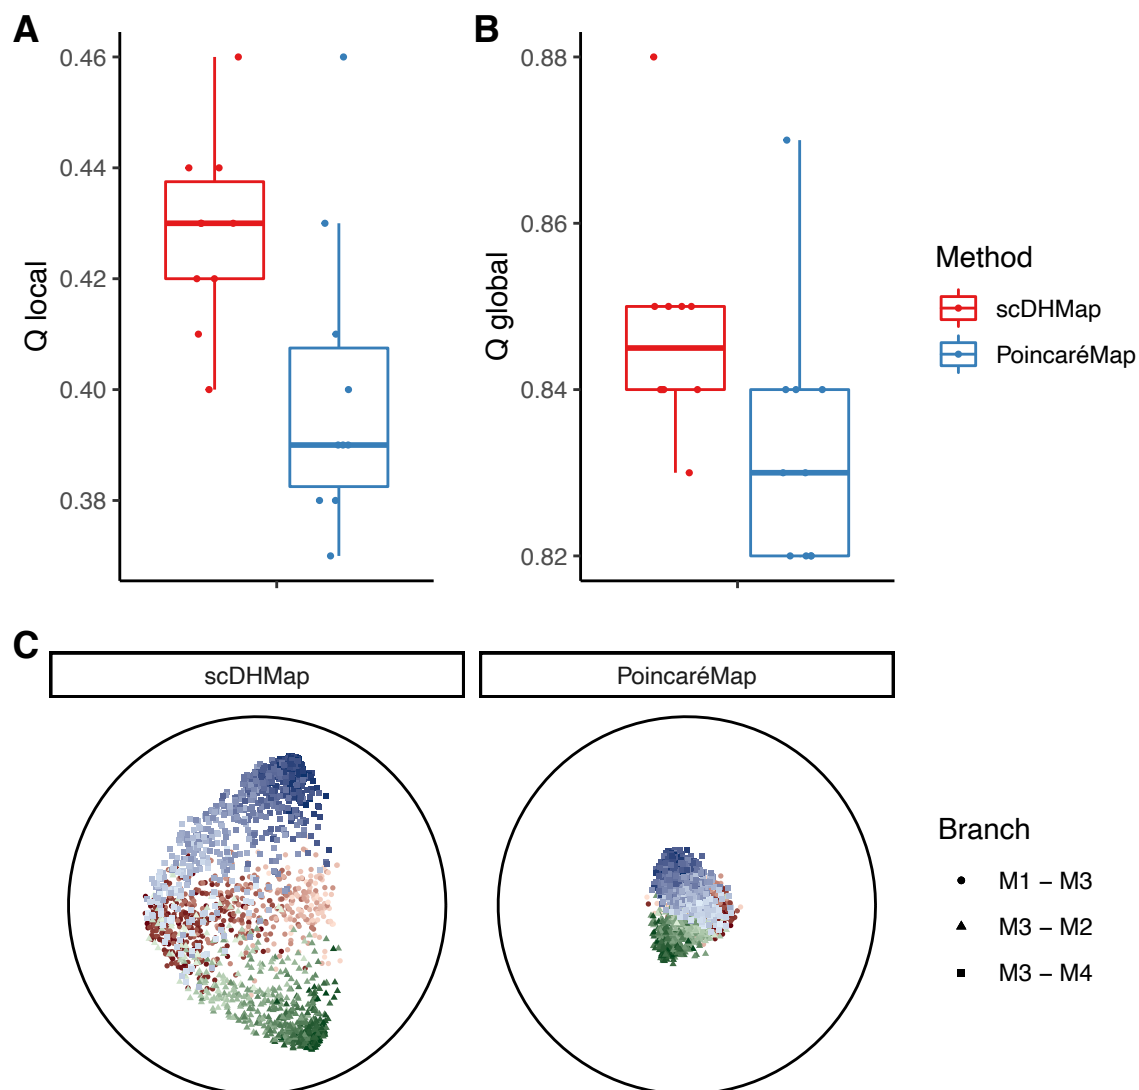 A
B
0.46
0.44
0.42
0.40
0.38
Q local
0.88
0.86
0.84
0.82
Q global
Method
scDHMap
PoincaréMap
C
scDHMap
PoincaréMap
Branch
M1 − M3
M3 − M2
M3 − M4